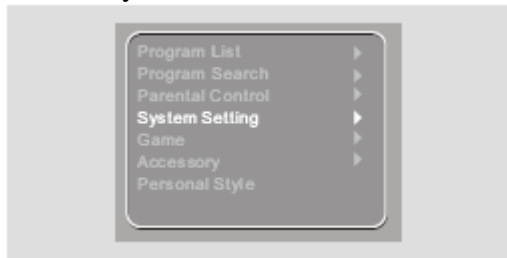 Program List
Program Search
Parental Control
System Setting
Game
Accessory
Personal Style